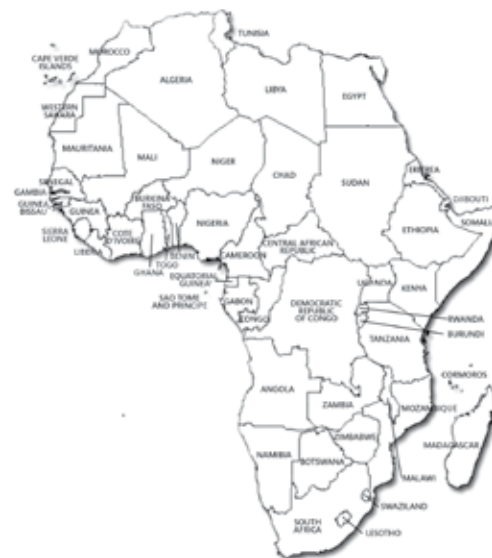 TUNISIA
MOROCCO
CAPE VERDE
ISLANDS
ALGERIA
LIBYA
EGYPT
WESTERN
SAHARA
MAURITANIA
MALI
NIGER
CHAD
SUDAN
ERITREA
DJIBOUTI
SENEGAL
GAMBIA
GUINEA
BISSAU
GUINEA
BURKINA
FASO
NIGERIA
ETHIOPIA
SOMALI
SIERRA
LEONE
LIBERIA
COTE
D'IVORE
GHANA
TOGO
BENIN
CAMEROON
CENTRAL AFRICAN
REPUBLIC
EQUATORIAL
GUINEA
SAO TOME
AND PRINCIPE
GABON
CONGO
DEMOCRATIC
REPUBLIC
OF CONGO
UGANDA
KENYA
RWANDA
BURUNDI
TANZANIA
CORMOROS
ANGOLA
ZAMBIA
MOZAMBIQUE
MADAGASCAR
ZIMBABWE
NAMIBIA
BOTSWANA
MALAWI
SWAZILAND
SOUTH
AFRICA
LESOTHO